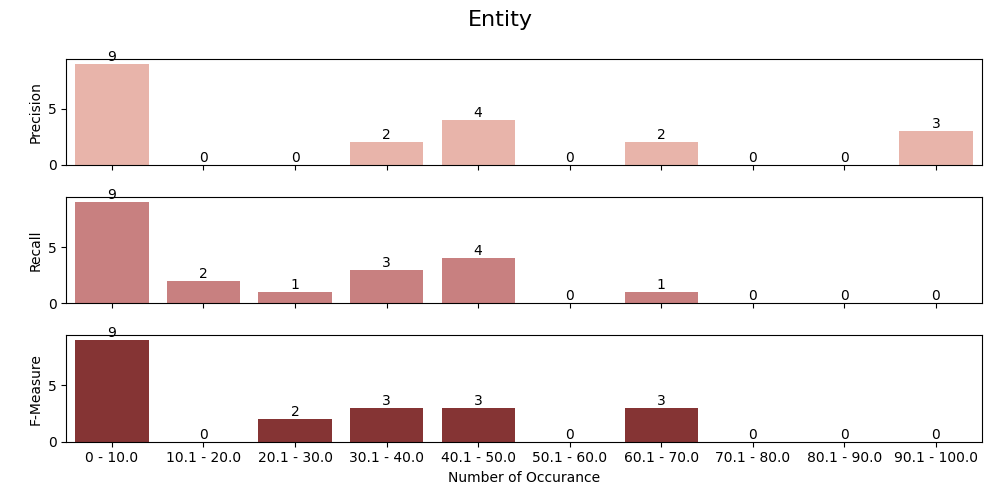 Entity
Precision
5
0
9 0 0 2 4 0 2 0 0 3
Recall
5
0
9 2 1 3 4 0 1 0 0 0
F-Measure
5
0
9 0 2 3 3 0 3 0 0 0
0 - 10.0 10.1 - 20.0 20.1 - 30.0 30.1 - 40.0 40.1 - 50.0 50.1 - 60.0 60.1 - 70.0 70.1 - 80.0 80.1 - 90.0 90.1 - 100.0
Number of Occurance